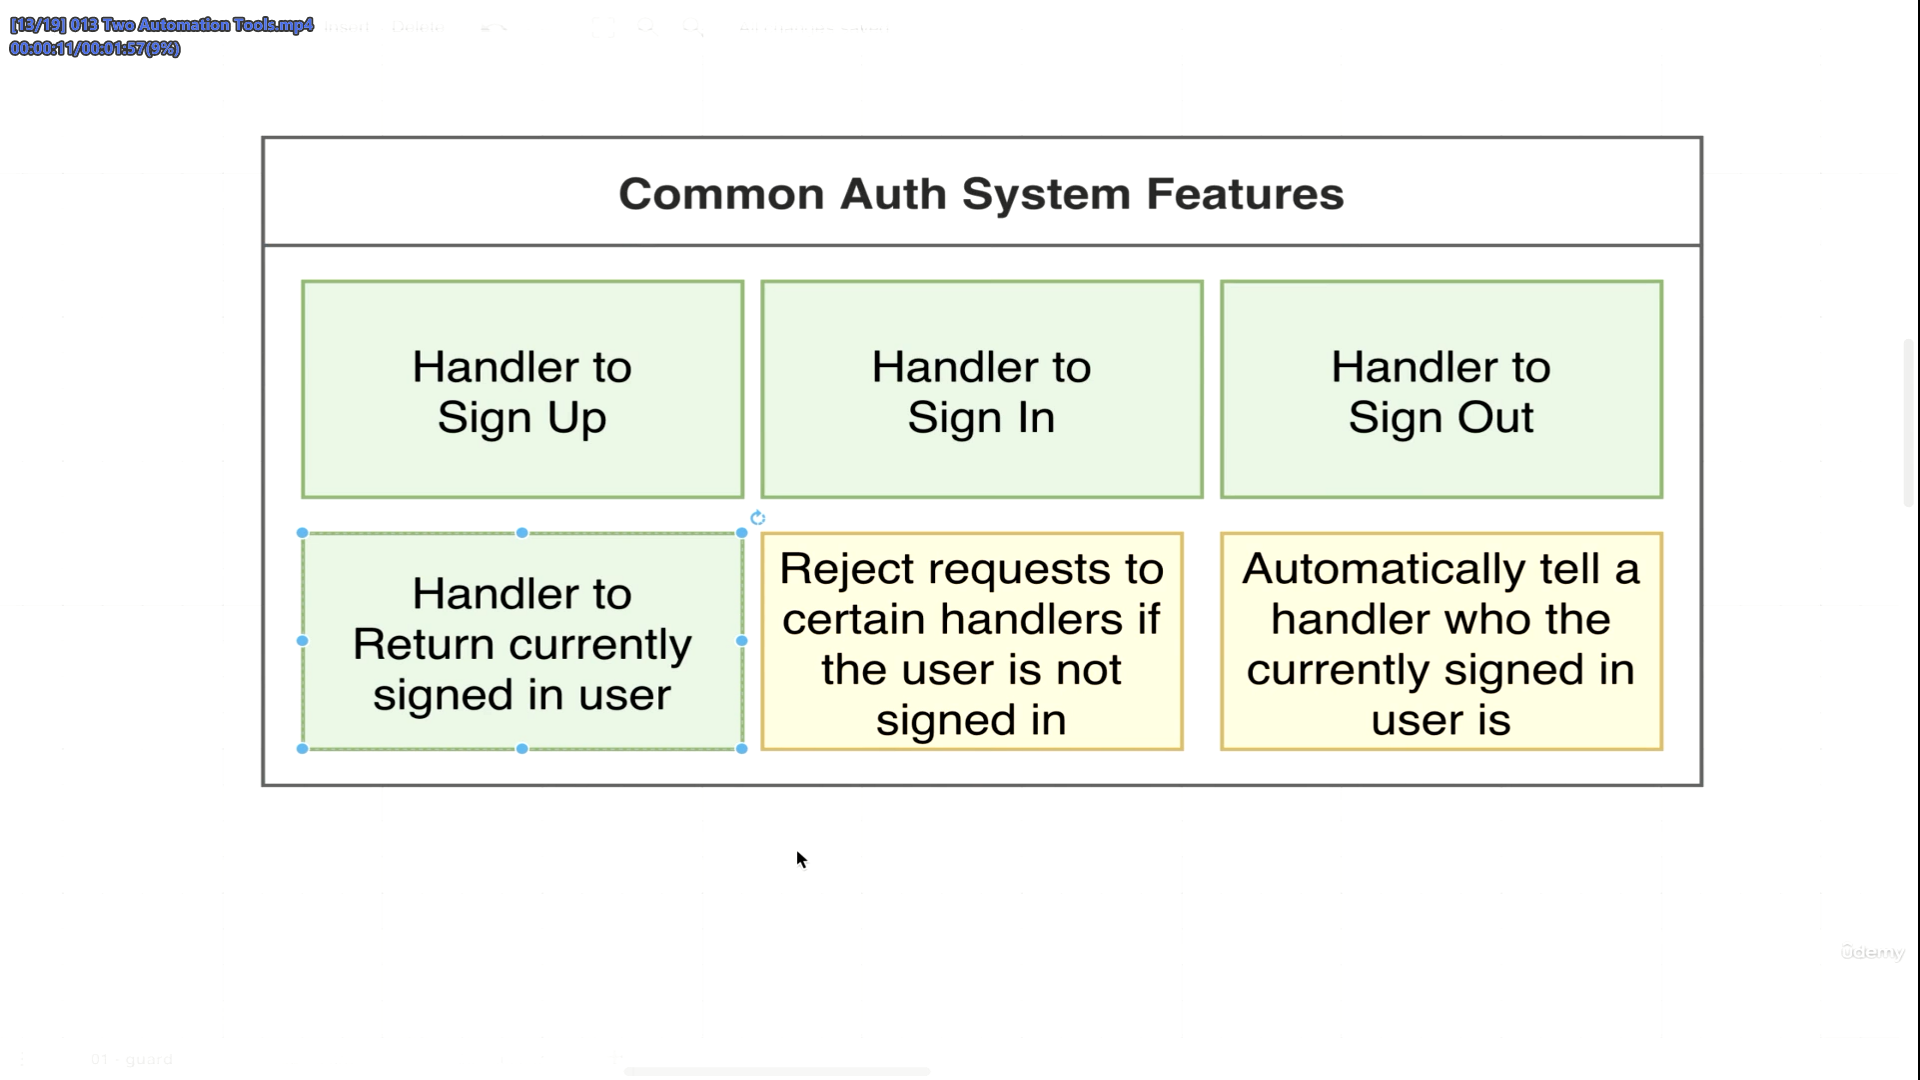 [13/19] 013 Two Automation Tools.mp4
00:00:11/00:01:57(9%)
Insert Delete
Common Auth System Features
Handler to
Sign Up
Handler to
Sign In
Handler to
Sign Out
Handler to
Return currently
signed in user
Reject requests to
certain handlers if
the user is not
signed in
Automatically tell a
handler who the
currently signed in
user is
ûdemy
01 - guard